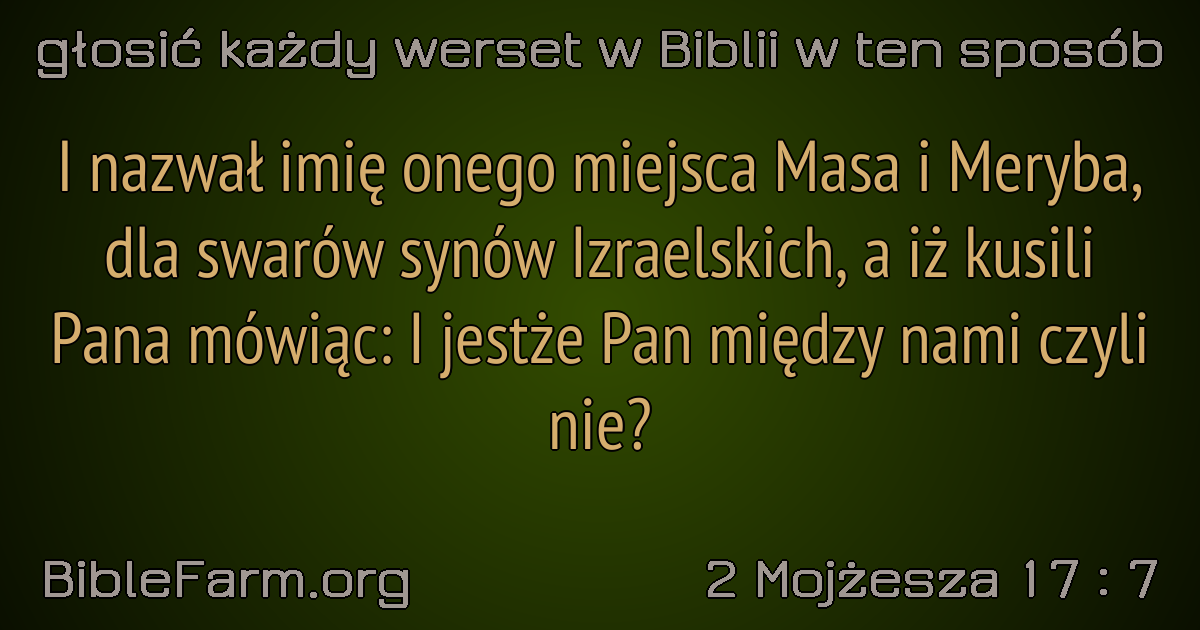 głosić każdy werset w Biblii w ten sposób
I nazwał imię onego miejsca Masa i Meryba,
dla swarów synów Izraelskich, a iż kusili
Pana mówiąc: I jestże Pan między nami czyli
nie?
BibleFarm.org
2 Mojżesza 17 : 7